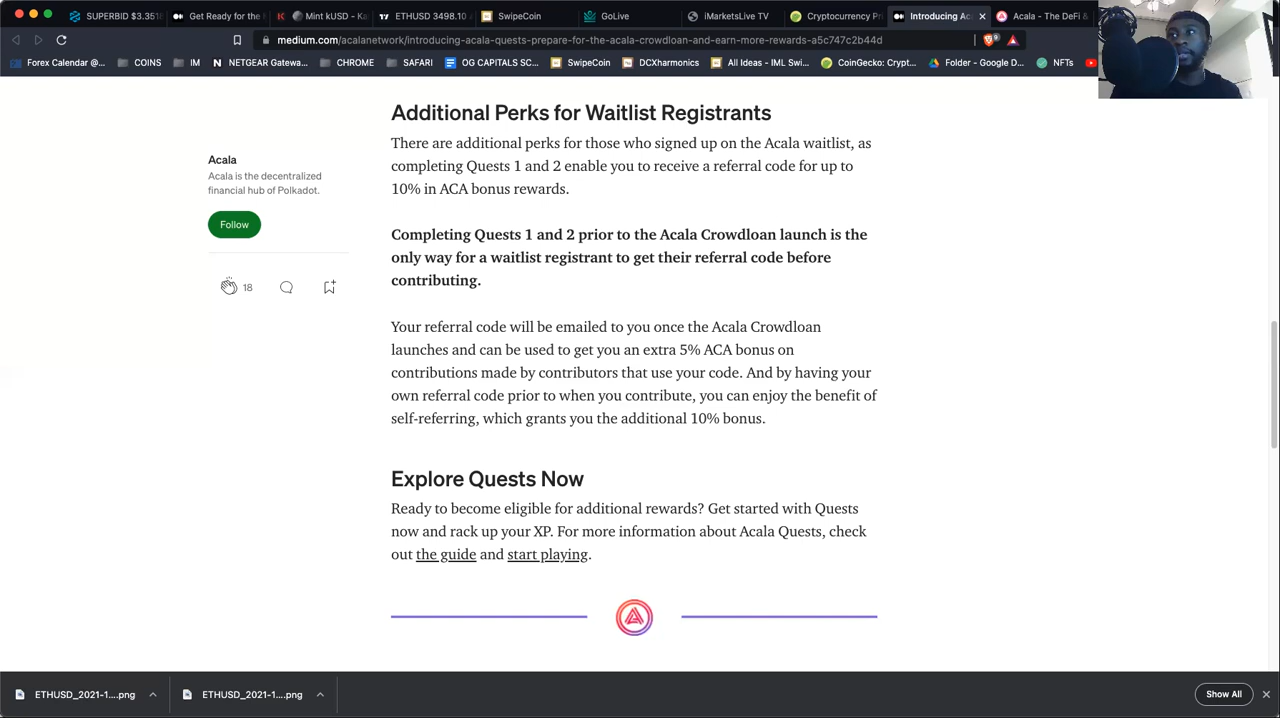 SUPERBID $3.351
Get Ready for the
Mint kUSD - Ka
ETHUSD 3498.10
SwipeCoin
GoLive
iMarketsLive TV
Cryptocurrency Pri
Introducing Aca
Acala - The DeFi &
medium.com/acalanetwork/introducing-acala-quests-prepare-for-the-acala-crowdloan-and-earn-more-rewards-a5c747c2b44d
Forex Calendar @...
COINS
IM
NETGEAR Gatewa...
CHROME
SAFARI
OG CAPITALS SC...
SwipeCoin
DCXharmonics
All Ideas - IML Swi...
CoinGecko: Crypt...
Folder - Google D...
NFTs
Additional Perks for Waitlist Registrants
There are additional perks for those who signed up on the Acala waitlist, as
completing Quests 1 and 2 enable you to receive a referral code for up to
10% in ACA bonus rewards.
Acala
Acala is the decentralized
financial hub of Polkadot.
Follow
18
Completing Quests 1 and 2 prior to the Acala Crowdloan launch is the
only way for a waitlist registrant to get their referral code before
contributing.
Your referral code will be emailed to you once the Acala Crowdloan
launches and can be used to get you an extra 5% ACA bonus on
contributions made by contributors that use your code. And by having your
own referral code prior to when you contribute, you can enjoy the benefit of
self-referring, which grants you the additional 10% bonus.
Explore Quests Now
Ready to become eligible for additional rewards? Get started with Quests
now and rack up your XP. For more information about Acala Quests, check
out the guide and start playing.
ETHUSD_2021-1....png
ETHUSD_2021-1....png
Show All